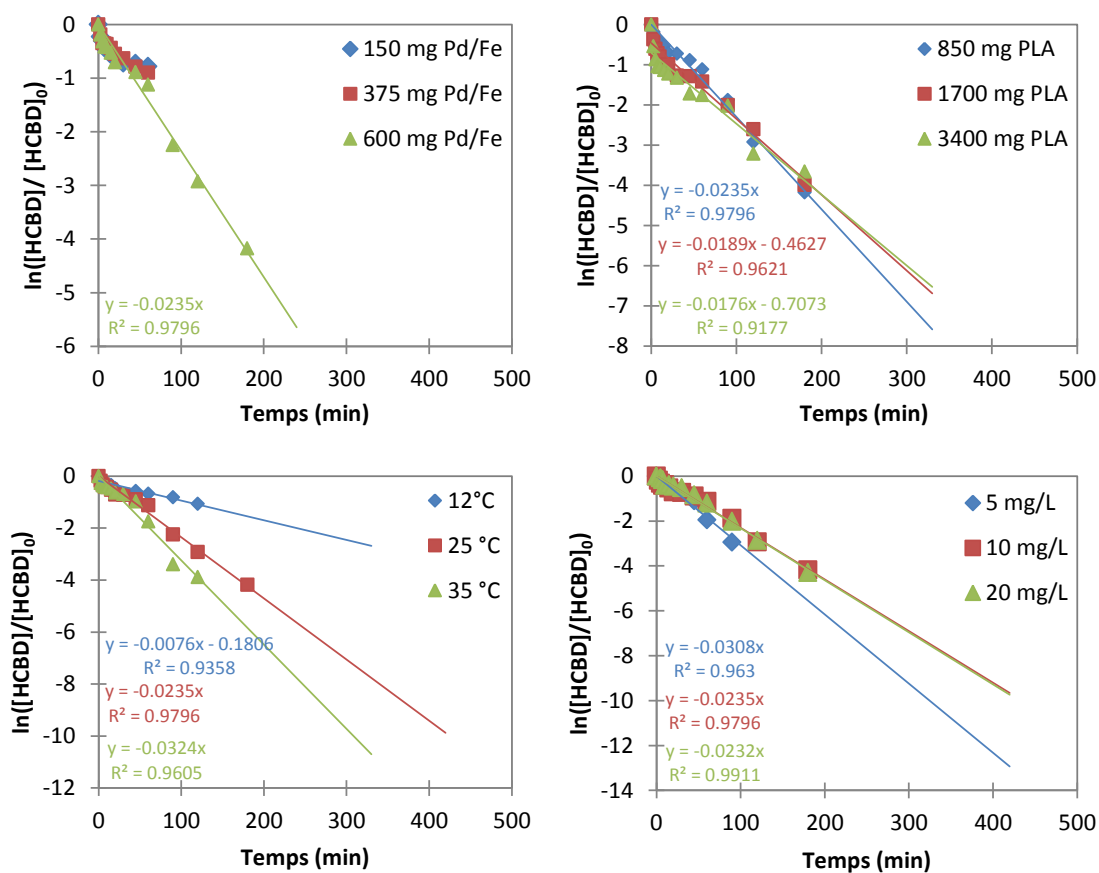 ln([HCBD]/ [HCBD]0)
0
-1
-2
-3
-4
-5
-6
0 100 200 300 400 500
Temps (min)
150 mg Pd/Fe
375 mg Pd/Fe
600 mg Pd/Fe
y = -0.0235x
R² = 0.9796
ln([HCBD]/[HCBD]0)
0
-1
-2
-3
-4
-5
-6
-7
-8
0 100 200 300 400 500
Temps (min)
850 mg PLA
1700 mg PLA
3400 mg PLA
y = -0.0235x
R² = 0.9796
y = -0.0189x - 0.4627
R² = 0.9621
y = -0.0176x - 0.7073
R² = 0.9177
ln([HCBD]/[HCBD]0)
0
-2
-4
-6
-8
-10
-12
0 100 200 300 400 500
Temps (min)
12°C
25 °C
35 °C
y = -0.0076x - 0.1806
R² = 0.9358
y = -0.0235x
R² = 0.9796
y = -0.0324x
R² = 0.9605
ln([HCBD]/[HCBD]0)
0
-2
-4
-6
-8
-10
-12
-14
0 100 200 300 400 500
Temps (min)
5 mg/L
10 mg/L
20 mg/L
y = -0.0308x
R² = 0.963
y = -0.0235x
R² = 0.9796
y = -0.0232x
R² = 0.9911